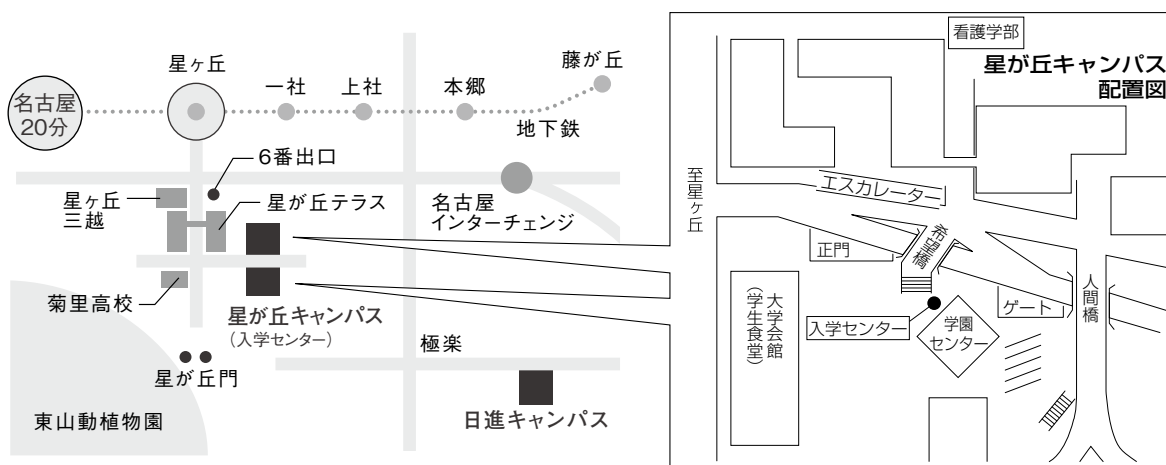 名古屋
20分
星ヶ丘
一社
上社
本郷
藤が丘
地下鉄
6番出口
星ヶ丘
三越
星が丘テラス
名古屋
インターチェンジ
菊里高校
星が丘キャンパス
(入学センター)
極楽
星が丘門
東山動植物園
日進キャンパス
看護学部
星が丘キャンパス
配置図
至星ヶ丘
エスカレーター
正門
希望橋
人間橋
ゲート
入学センター
学園
センター
大学会館
(学生食堂)